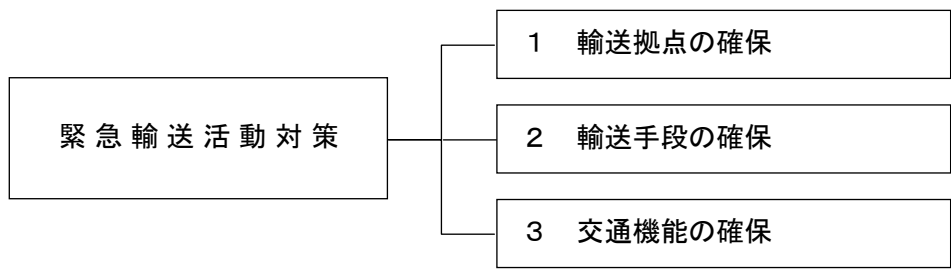 緊急輸送活動対策
１　輸送拠点の確保
２　輸送手段の確保
３　交通機能の確保